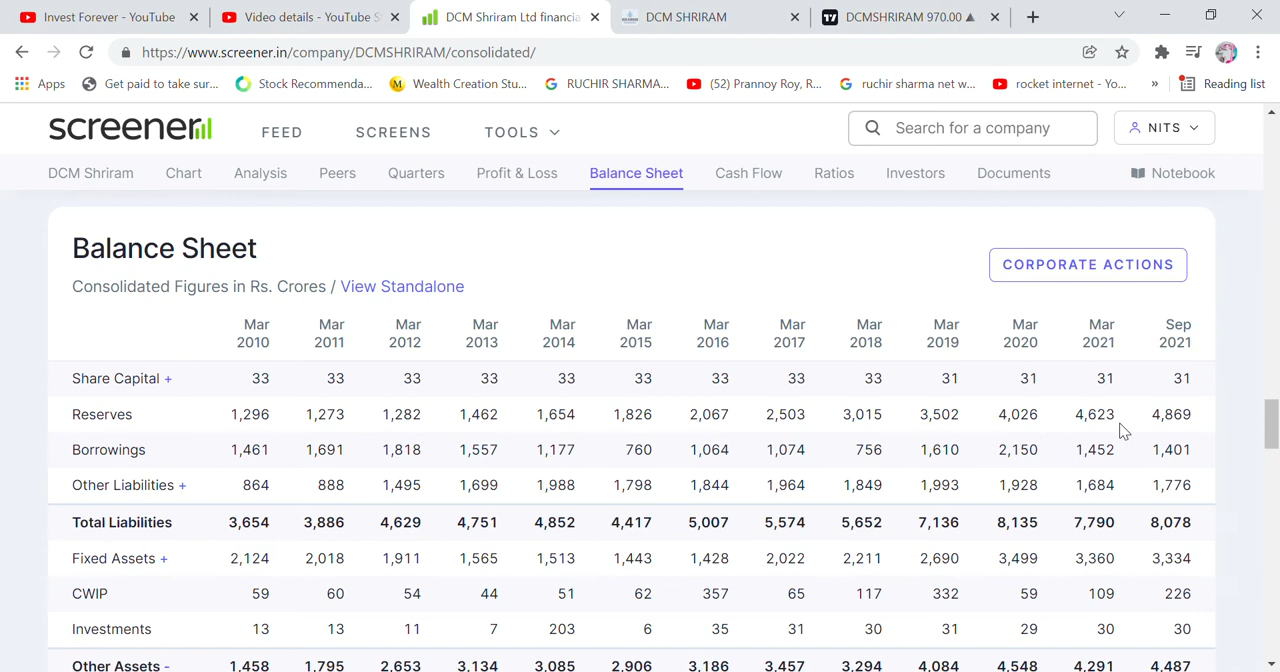 Invest Forever - YouTube
Video details - YouTube S
DCM Shriram Ltd financia
DCM SHRIRAM
DCMSHRIRAM 970.00 ▲
https://www.screener.in/company/DCMSHRIRAM/consolidated/
Apps
Get paid to take sur...
Stock Recommenda...
Wealth Creation Stu...
RUCHIR SHARMA...
(52) Prannoy Roy, R...
ruchir sharma net w...
rocket internet - Yo...
»
Reading list
screener
FEED
SCREENS
TOOLS
Search for a company
NITS
DCM Shriram
Chart
Analysis
Peers
Quarters
Profit & Loss
Balance Sheet
Cash Flow
Ratios
Investors
Documents
Notebook
Balance Sheet
CORPORATE ACTIONS
Consolidated Figures in Rs. Crores / View Standalone
Mar 2010 Mar 2011 Mar 2012 Mar 2013 Mar 2014 Mar 2015 Mar 2016 Mar 2017 Mar 2018 Mar 2019 Mar 2020 Mar 2021 Sep 2021
Share Capital + 33 33 33 33 33 33 33 33 33 31 31 31 31
Reserves 1,296 1,273 1,282 1,462 1,654 1,826 2,067 2,503 3,015 3,502 4,026 4,623 4,869
Borrowings 1,461 1,691 1,818 1,557 1,177 760 1,064 1,074 756 1,610 2,150 1,452 1,401
Other Liabilities + 864 888 1,495 1,699 1,988 1,798 1,844 1,964 1,849 1,993 1,928 1,684 1,776
Total Liabilities 3,654 3,886 4,629 4,751 4,852 4,417 5,007 5,574 5,652 7,136 8,135 7,790 8,078
Fixed Assets + 2,124 2,018 1,911 1,565 1,513 1,443 1,428 2,022 2,211 2,690 3,499 3,360 3,334
CWIP 59 60 54 44 51 62 357 65 117 332 59 109 226
Investments 13 13 11 7 203 6 35 31 30 31 29 30 30
Other Assets - 1,458 1,795 2,653 3,134 3,085 2,906 3,186 3,457 3,294 4,084 4,548 4,291 4,487